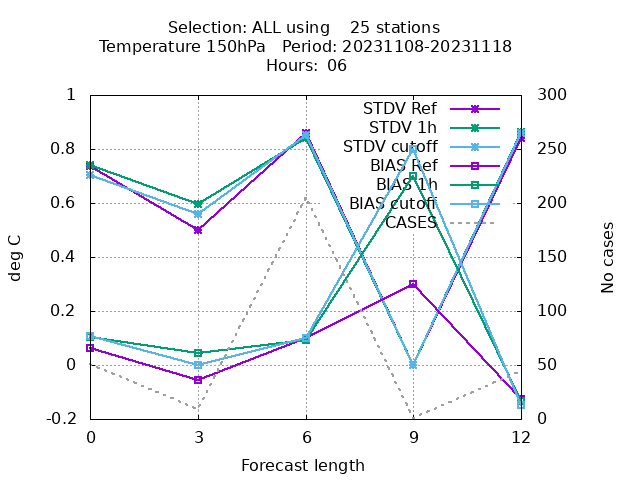 Selection: ALL using    25 stations
Temperature 150hPa   Period: 20231108-20231118
Hours: 06
1
0.8
0.6
0.4
0.2
0
-0.2
300
250
200
150
100
50
0
STDV Ref
STDV 1h
STDV cutoff
BIAS Ref
BIAS 1h
BIAS cutoff
CASES
deg C
No cases
0 3 6 9 12
Forecast length